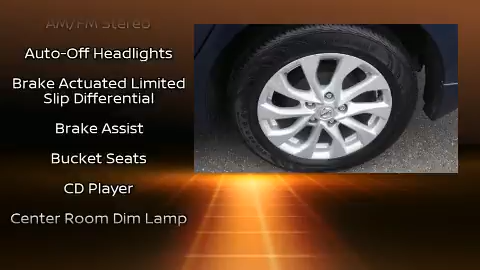 AM/FM Stereo
Auto-Off Headlights
Brake Actuated Limited
Slip Differential
Brake Assist
Bucket Seats
CD Player
Center Room Dim Lamp